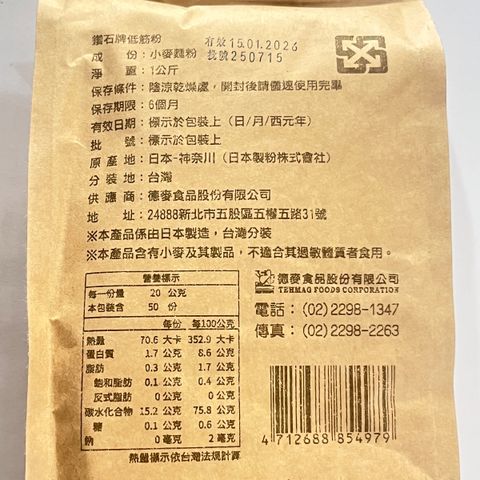 鑽石牌低筋粉
有效 15.01.2026
成　份：小麥麵粉
批號 250715
淨　重：1公斤
保存條件：陰涼乾燥處，開封後請儘速使用完畢
保存期限：6個月
有效日期：標示於包裝上（日/月/西元年）
批　號：標示於包裝上
原 產 地：日本-神奈川（日本製粉株式會社）
分 裝 地：台灣
供 應 商：德麥食品股份有限公司
地　址：24888新北市五股區五權五路31號
※本產品係由日本製造，台灣分裝
※本產品含有小麥及其製品，不適合其過敏體質者食用。
營養標示
每一份量 20 公克
本包裝含 50 份
每份 每100公克
熱量 70.6 大卡 352.9 大卡
蛋白質 1.7 公克 8.6 公克
脂肪 0.3 公克 1.7 公克
飽和脂肪 0.1 公克 0.4 公克
反式脂肪 0 公克 0 公克
碳水化合物 15.2 公克 75.8 公克
糖 0.1 公克 0.6 公克
鈉 0 毫克 2 毫克
熱量標示依台灣法規計算
德麥食品股份有限公司
TEHMAG FOODS CORPORATION
電話：(02)2298-1347
傳真：(02)2298-2263
4 712688 854979